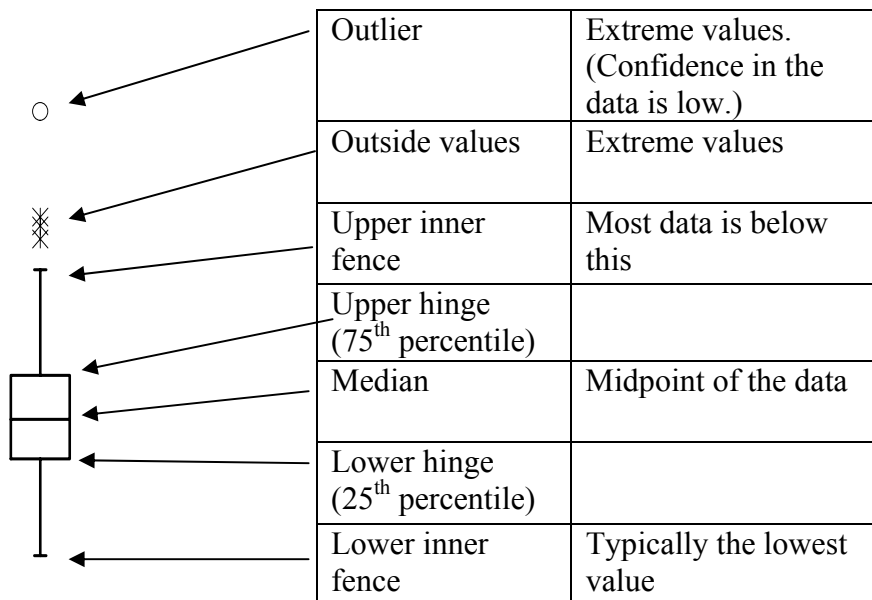 Outlier
Extreme values.
(Confidence in the
data is low.)
Outside values
Extreme values
Upper inner
fence
Most data is below
this
Upper hinge
(75th percentile)
Median
Midpoint of the data
Lower hinge
(25th percentile)
Lower inner
fence
Typically the lowest
value